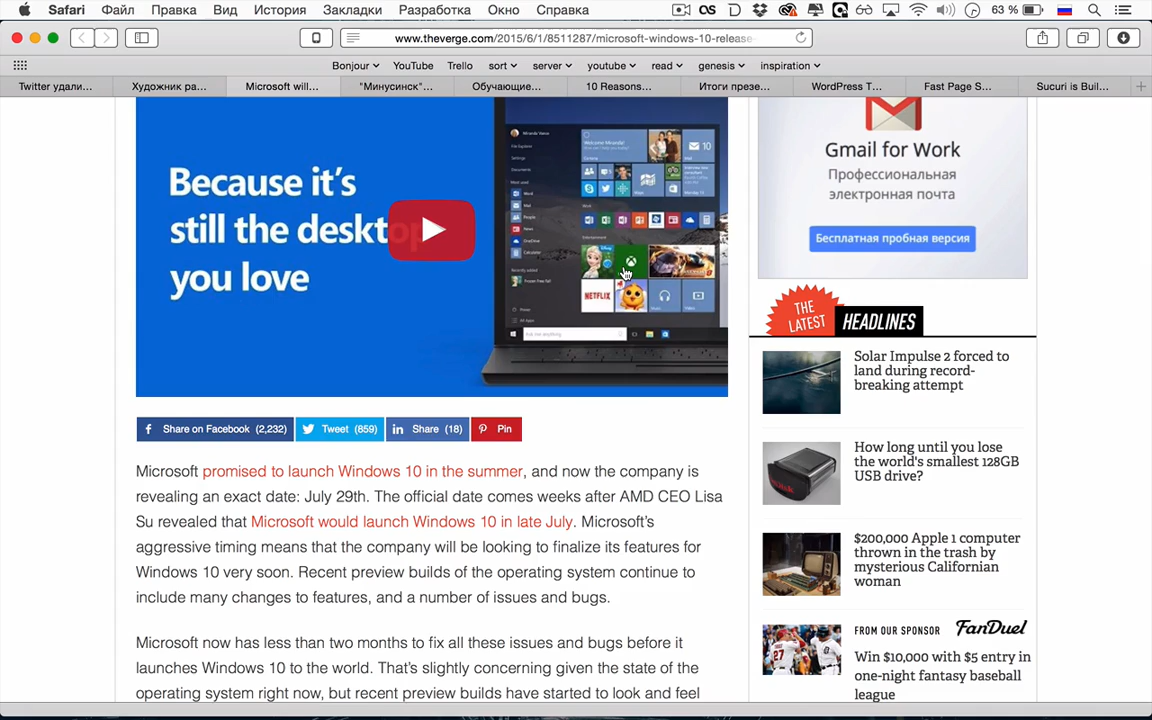 Safari Файл Правка Вид История Закладки Разработка Окно Справка 63 %
www.theverge.com/2015/6/1/8511287/microsoft-windows-10-release-
Bonjour YouTube Trello sort server youtube read genesis inspiration
Twitter удали... Художник ра... Microsoft will... "Минусинск"... Обучающие... 10 Reasons... Итоги презе... WordPress T... Fast Page S... Sucuri is Buil...
Because it's
still the desktop
you love
NETFLIX
Ask me anything
Gmail for Work
Профессиональная
электронная почта
Бесплатная пробная версия
THE
LATEST
HEADLINES
Solar Impulse 2 forced to
land during record-
breaking attempt
How long until you lose
the world's smallest 128GB
USB drive?
$200,000 Apple 1 computer
thrown in the trash by
mysterious Californian
woman
FROM OUR SPONSOR FANDUEL
Win $10,000 with $5 entry in
one-night fantasy baseball
league
Share on Facebook (2,232) Tweet (859) Share (18) Pin
Microsoft promised to launch Windows 10 in the summer, and now the company is
revealing an exact date: July 29th. The official date comes weeks after AMD CEO Lisa
Su revealed that Microsoft would launch Windows 10 in late July. Microsoft's
aggressive timing means that the company will be looking to finalize its features for
Windows 10 very soon. Recent preview builds of the operating system continue to
include many changes to features, and a number of issues and bugs.
Microsoft now has less than two months to fix all these issues and bugs before it
launches Windows 10 to the world. That's slightly concerning given the state of the
operating system right now, but recent preview builds have started to look and feel